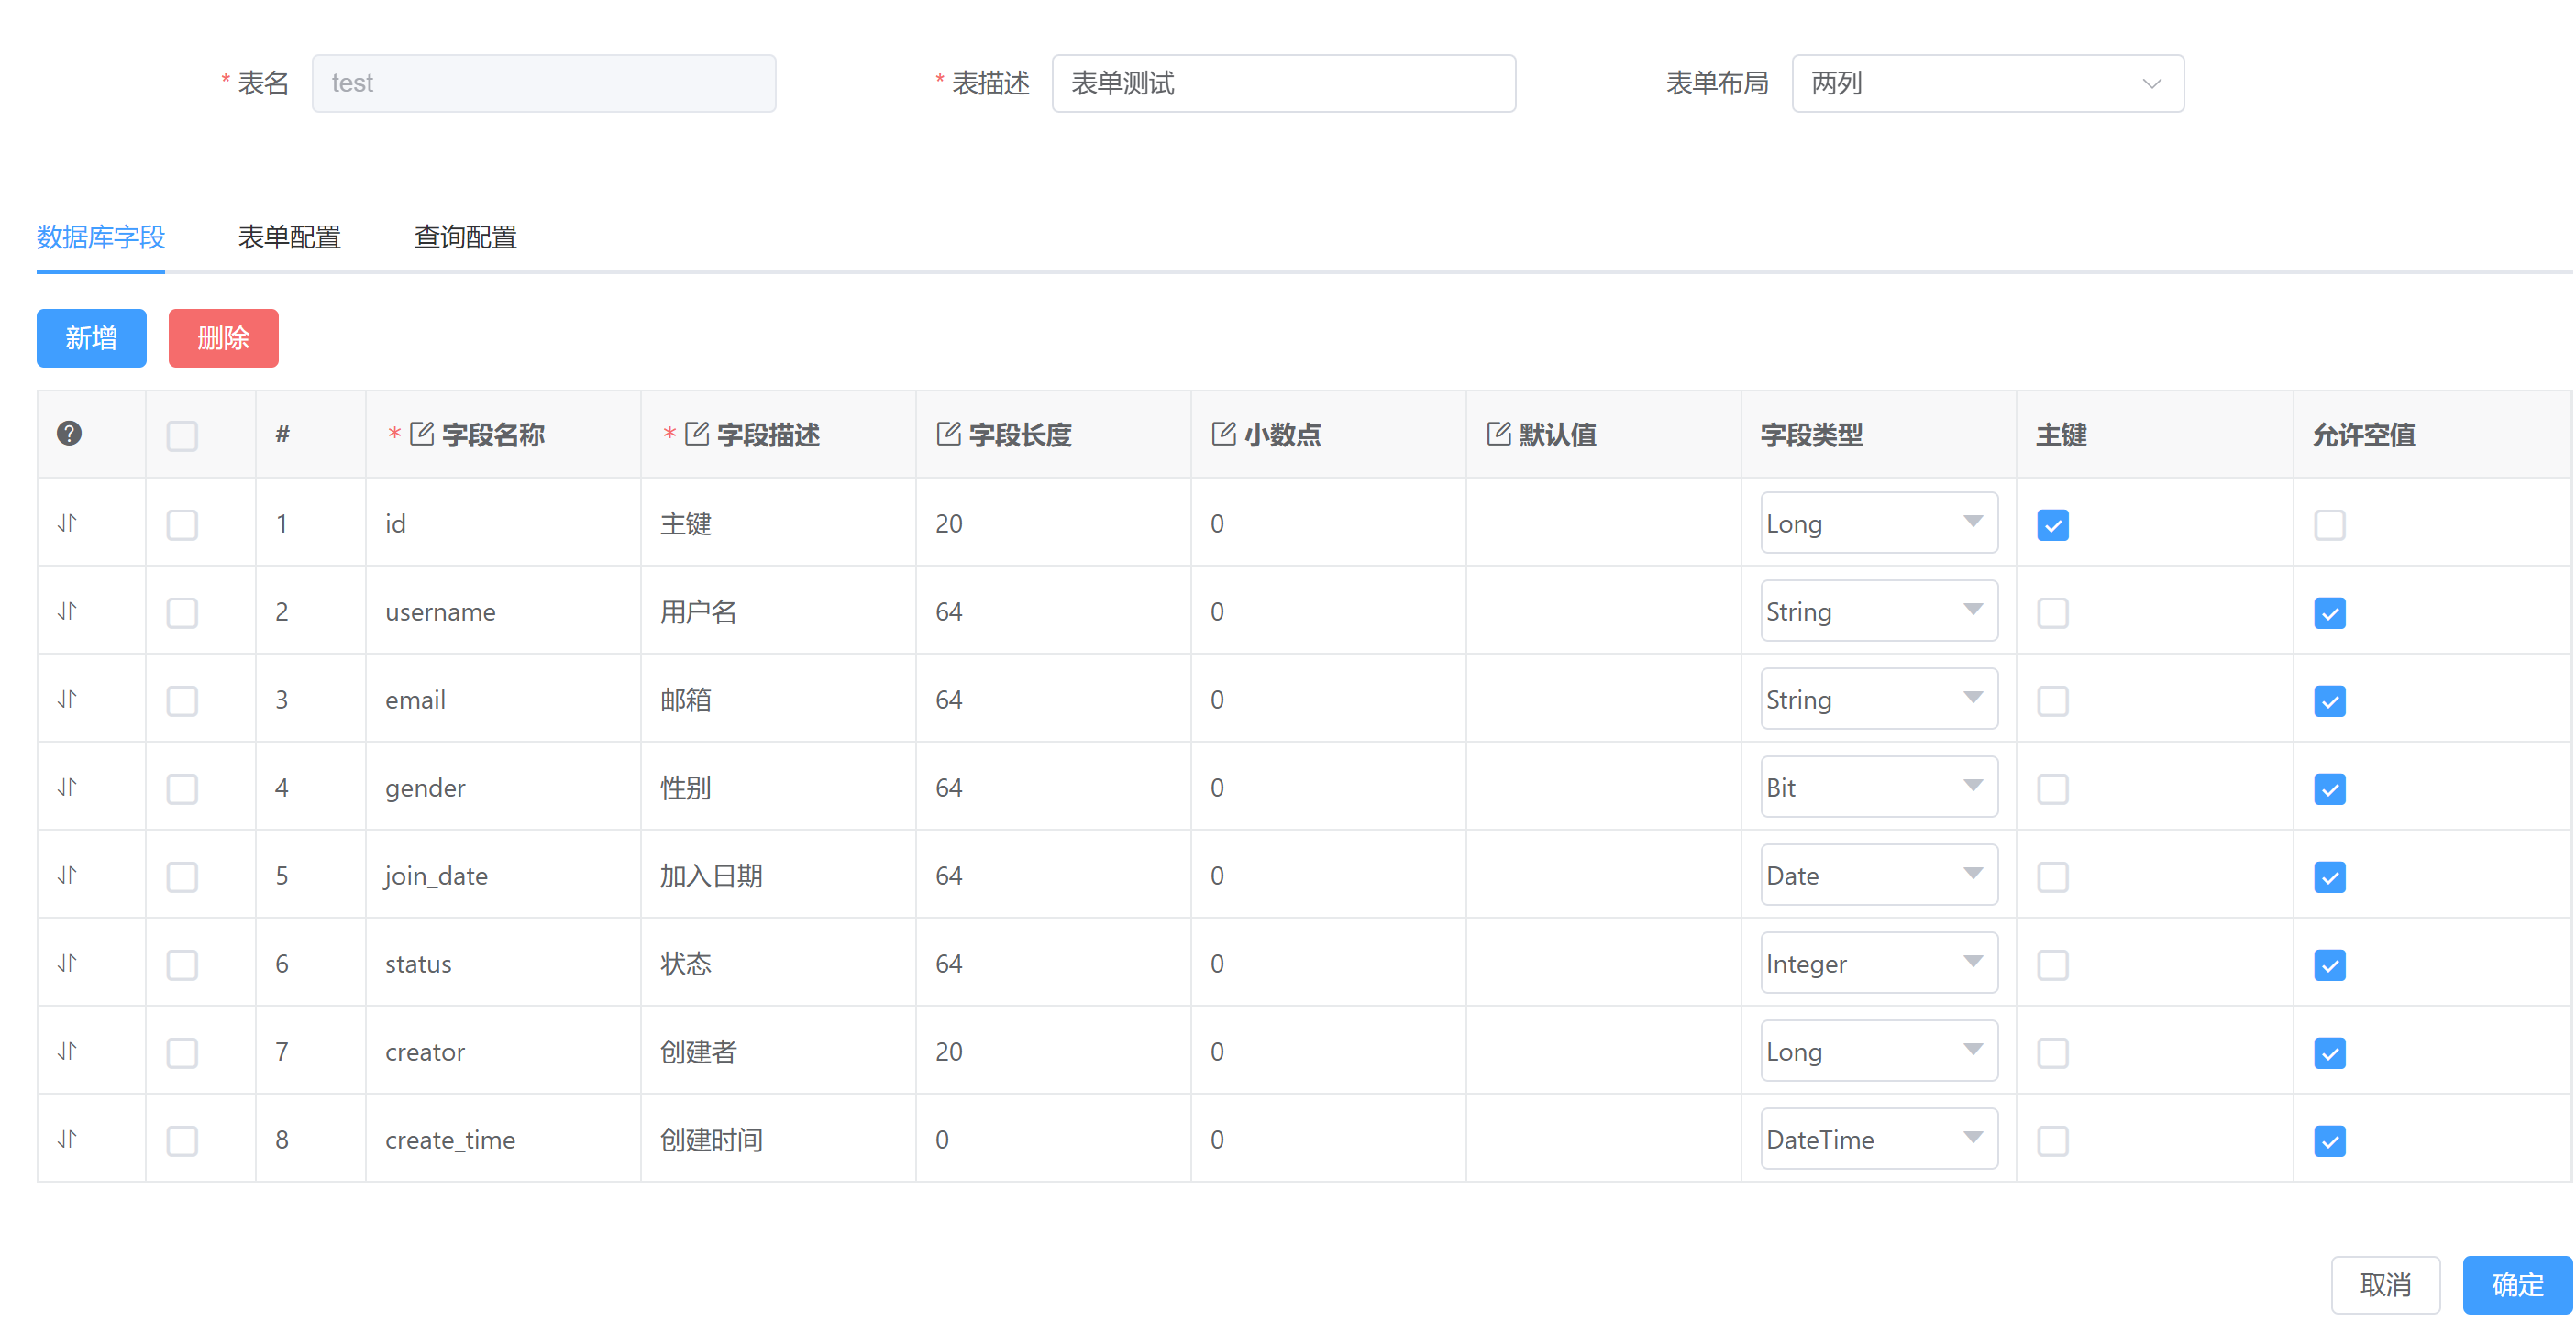 * 表名 test * 表描述 表单测试 表单布局 两列
数据库字段 表单配置 查询配置
新增 删除
? # * 字段名称 * 字段描述 字段长度 小数点 默认值 字段类型 主键 允许空值
1 id 主键 20 0 Long
2 username 用户名 64 0 String
3 email 邮箱 64 0 String
4 gender 性别 64 0 Bit
5 join_date 加入日期 64 0 Date
6 status 状态 64 0 Integer
7 creator 创建者 20 0 Long
8 create_time 创建时间 0 0 DateTime
取消 确定